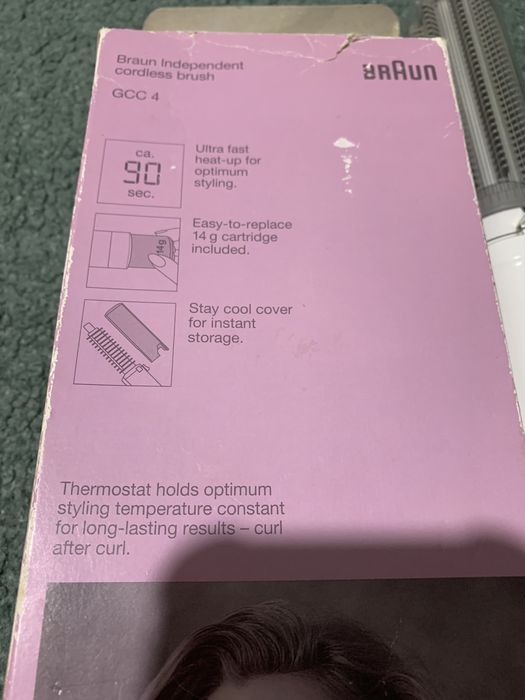 Braun Independent
cordless brush
GCC 4
BRAUN
ca.
90
sec.
Ultra fast
heat-up for
optimum
styling.
14g
Easy-to-replace
14 g cartridge
included.
Stay cool cover
for instant
storage.
Thermostat holds optimum
styling temperature constant
for long-lasting results – curl
after curl.